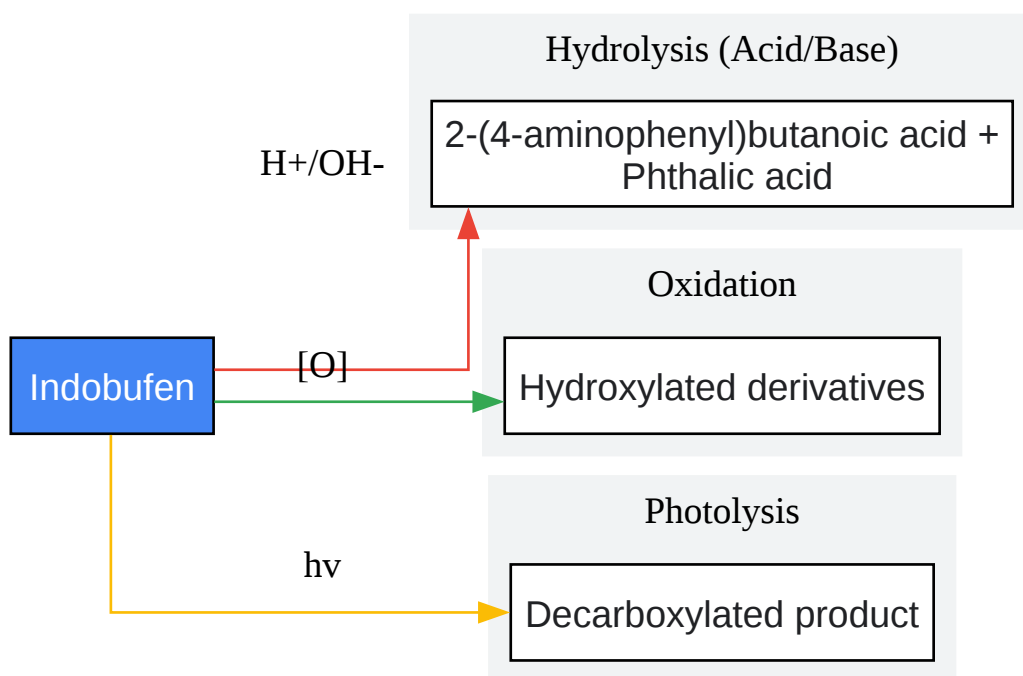 Hydrolysis (Acid/Base)
2-(4-aminophenyl)butanoic acid +
Phthalic acid
H+/OH-
Oxidation
[O]
Indobufen
Hydroxylated derivatives
Photolysis
hv
Decarboxylated product